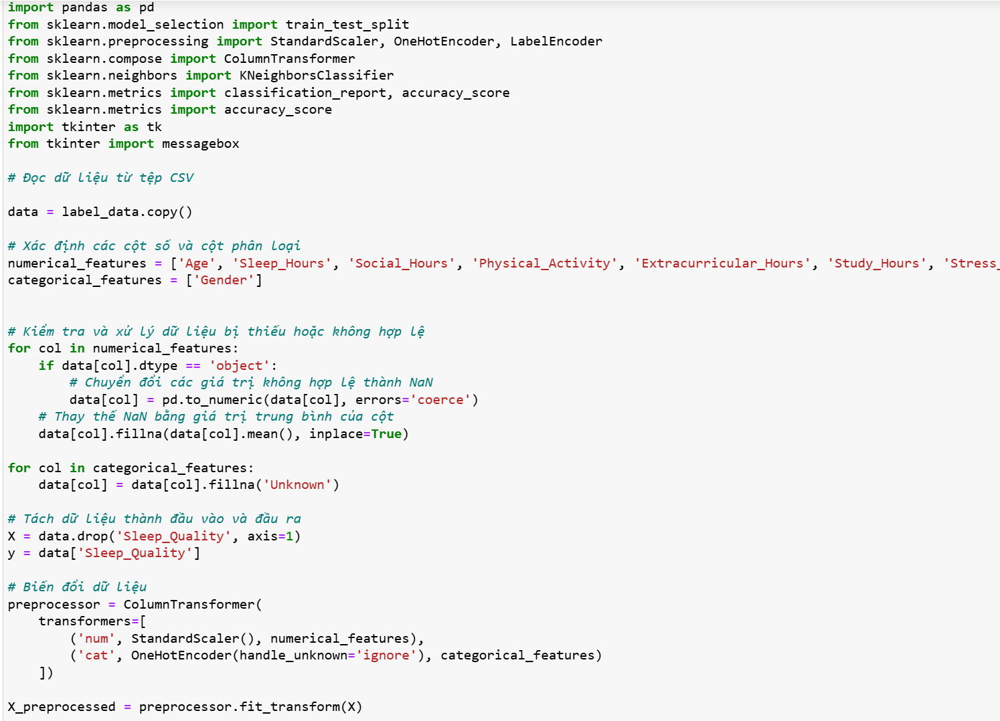 import pandas as pd
from sklearn.model_selection import train_test_split
from sklearn.preprocessing import StandardScaler, OneHotEncoder, LabelEncoder
from sklearn.compose import ColumnTransformer
from sklearn.neighbors import KNeighborsClassifier
from sklearn.metrics import classification_report, accuracy_score
from sklearn.metrics import accuracy_score
import tkinter as tk
from tkinter import messagebox

# Đọc dữ liệu từ tệp CSV

data = label_data.copy()

# Xác định các cột số và cột phân loại
numerical_features = ['Age', 'Sleep_Hours', 'Social_Hours', 'Physical_Activity', 'Extracurricular_Hours', 'Study_Hours', 'Stress_
categorical_features = ['Gender']


# Kiểm tra và xử lý dữ liệu bị thiếu hoặc không hợp lệ
for col in numerical_features:
    if data[col].dtype == 'object':
        # Chuyển đổi các giá trị không hợp lệ thành NaN
        data[col] = pd.to_numeric(data[col], errors='coerce')
    # Thay thế NaN bằng giá trị trung bình của cột
    data[col].fillna(data[col].mean(), inplace=True)

for col in categorical_features:
    data[col] = data[col].fillna('Unknown')

# Tách dữ liệu thành đầu vào và đầu ra
X = data.drop('Sleep_Quality', axis=1)
y = data['Sleep_Quality']

# Biến đổi dữ liệu
preprocessor = ColumnTransformer(
    transformers=[
        ('num', StandardScaler(), numerical_features),
        ('cat', OneHotEncoder(handle_unknown='ignore'), categorical_features)
    ])

X_preprocessed = preprocessor.fit_transform(X)